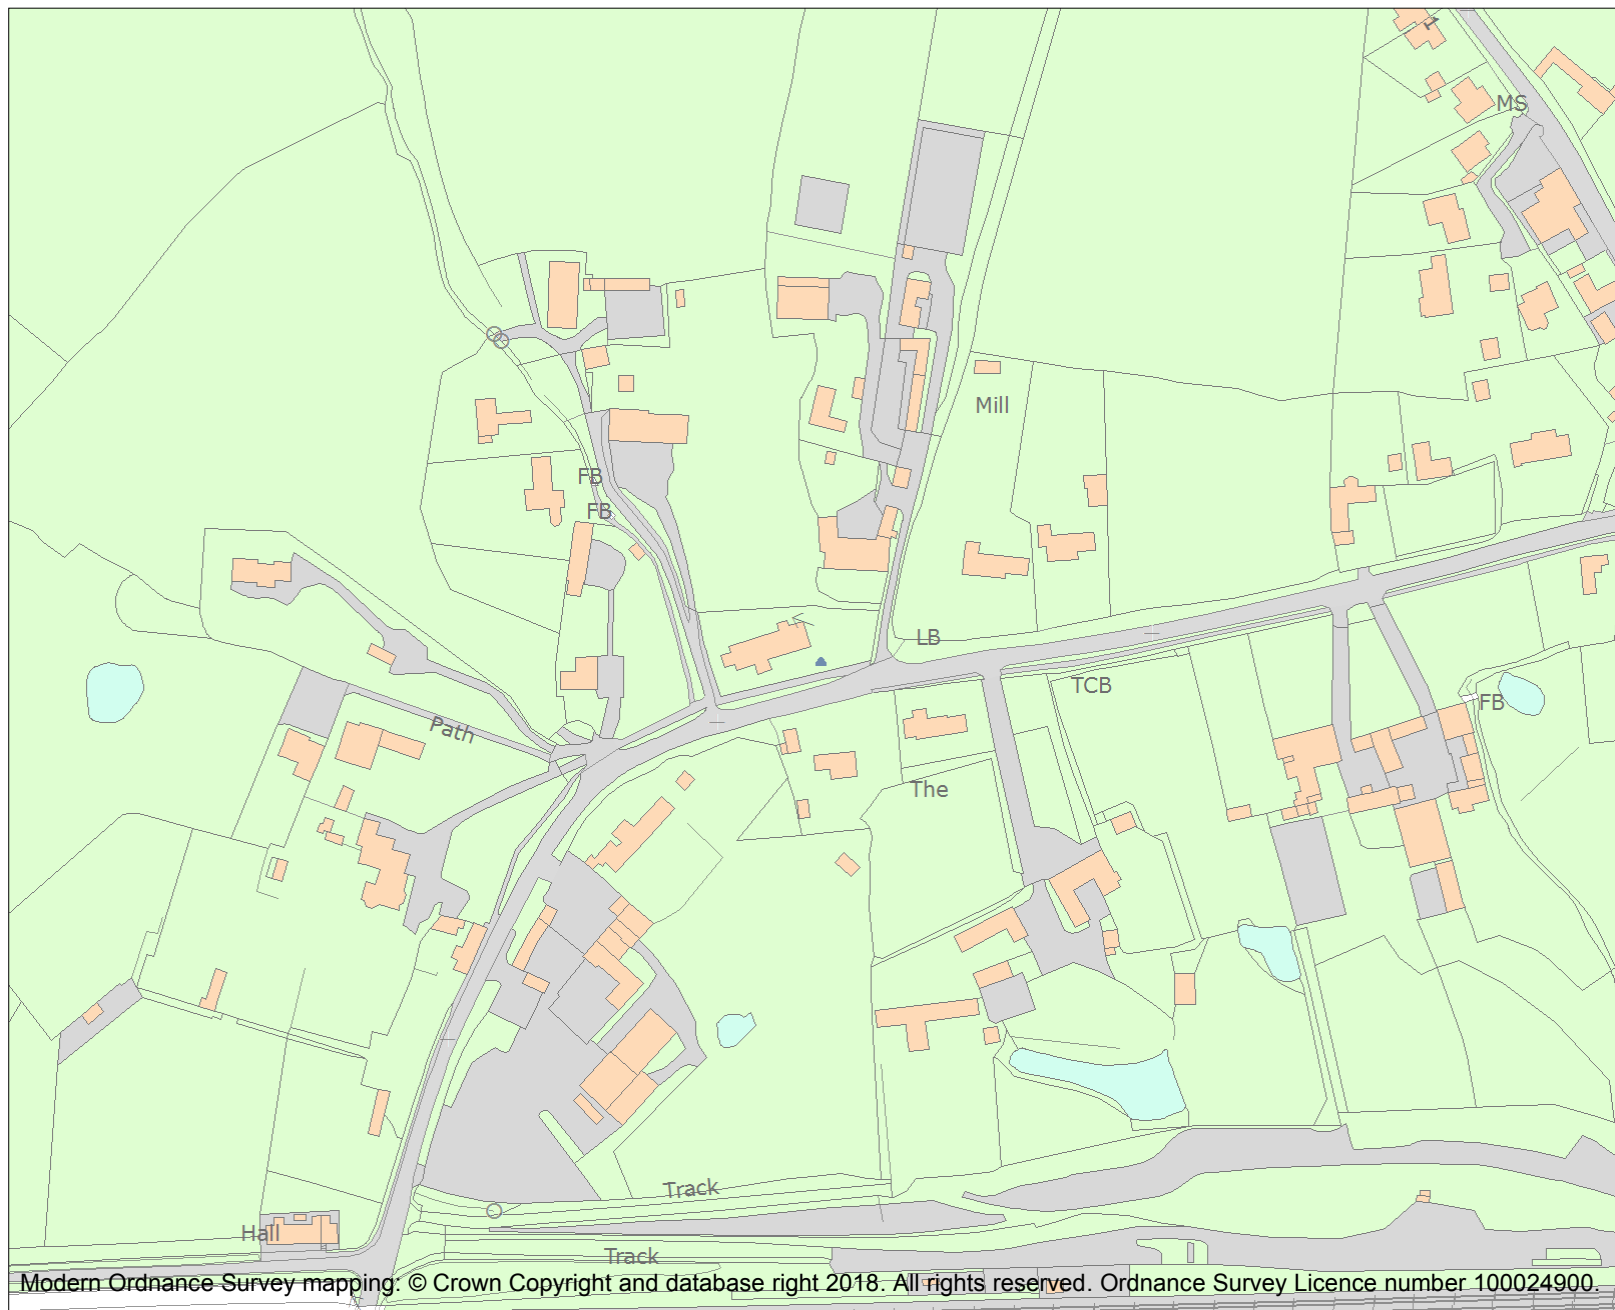 1
MS
Mill
FB
FB
LB
TCB
FB
Path
The
Track
Hall
Track
Modern Ordnance Survey mapping: © Crown Copyright and database right 2018. All rights reserved. Ordnance Survey Licence number 100024900.